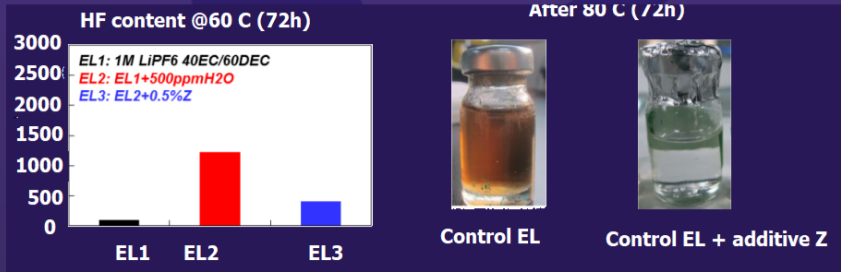 HF content @60 C (72h)
3000
2500
2000
1500
1000
500
0
EL1: 1M LiPF6 40EC/60DEC
EL2: EL1+500ppmH2O
EL3: EL2+0.5%Z
EL1 EL2 EL3
After 80 C (72h)
Control EL
Control EL + additive Z